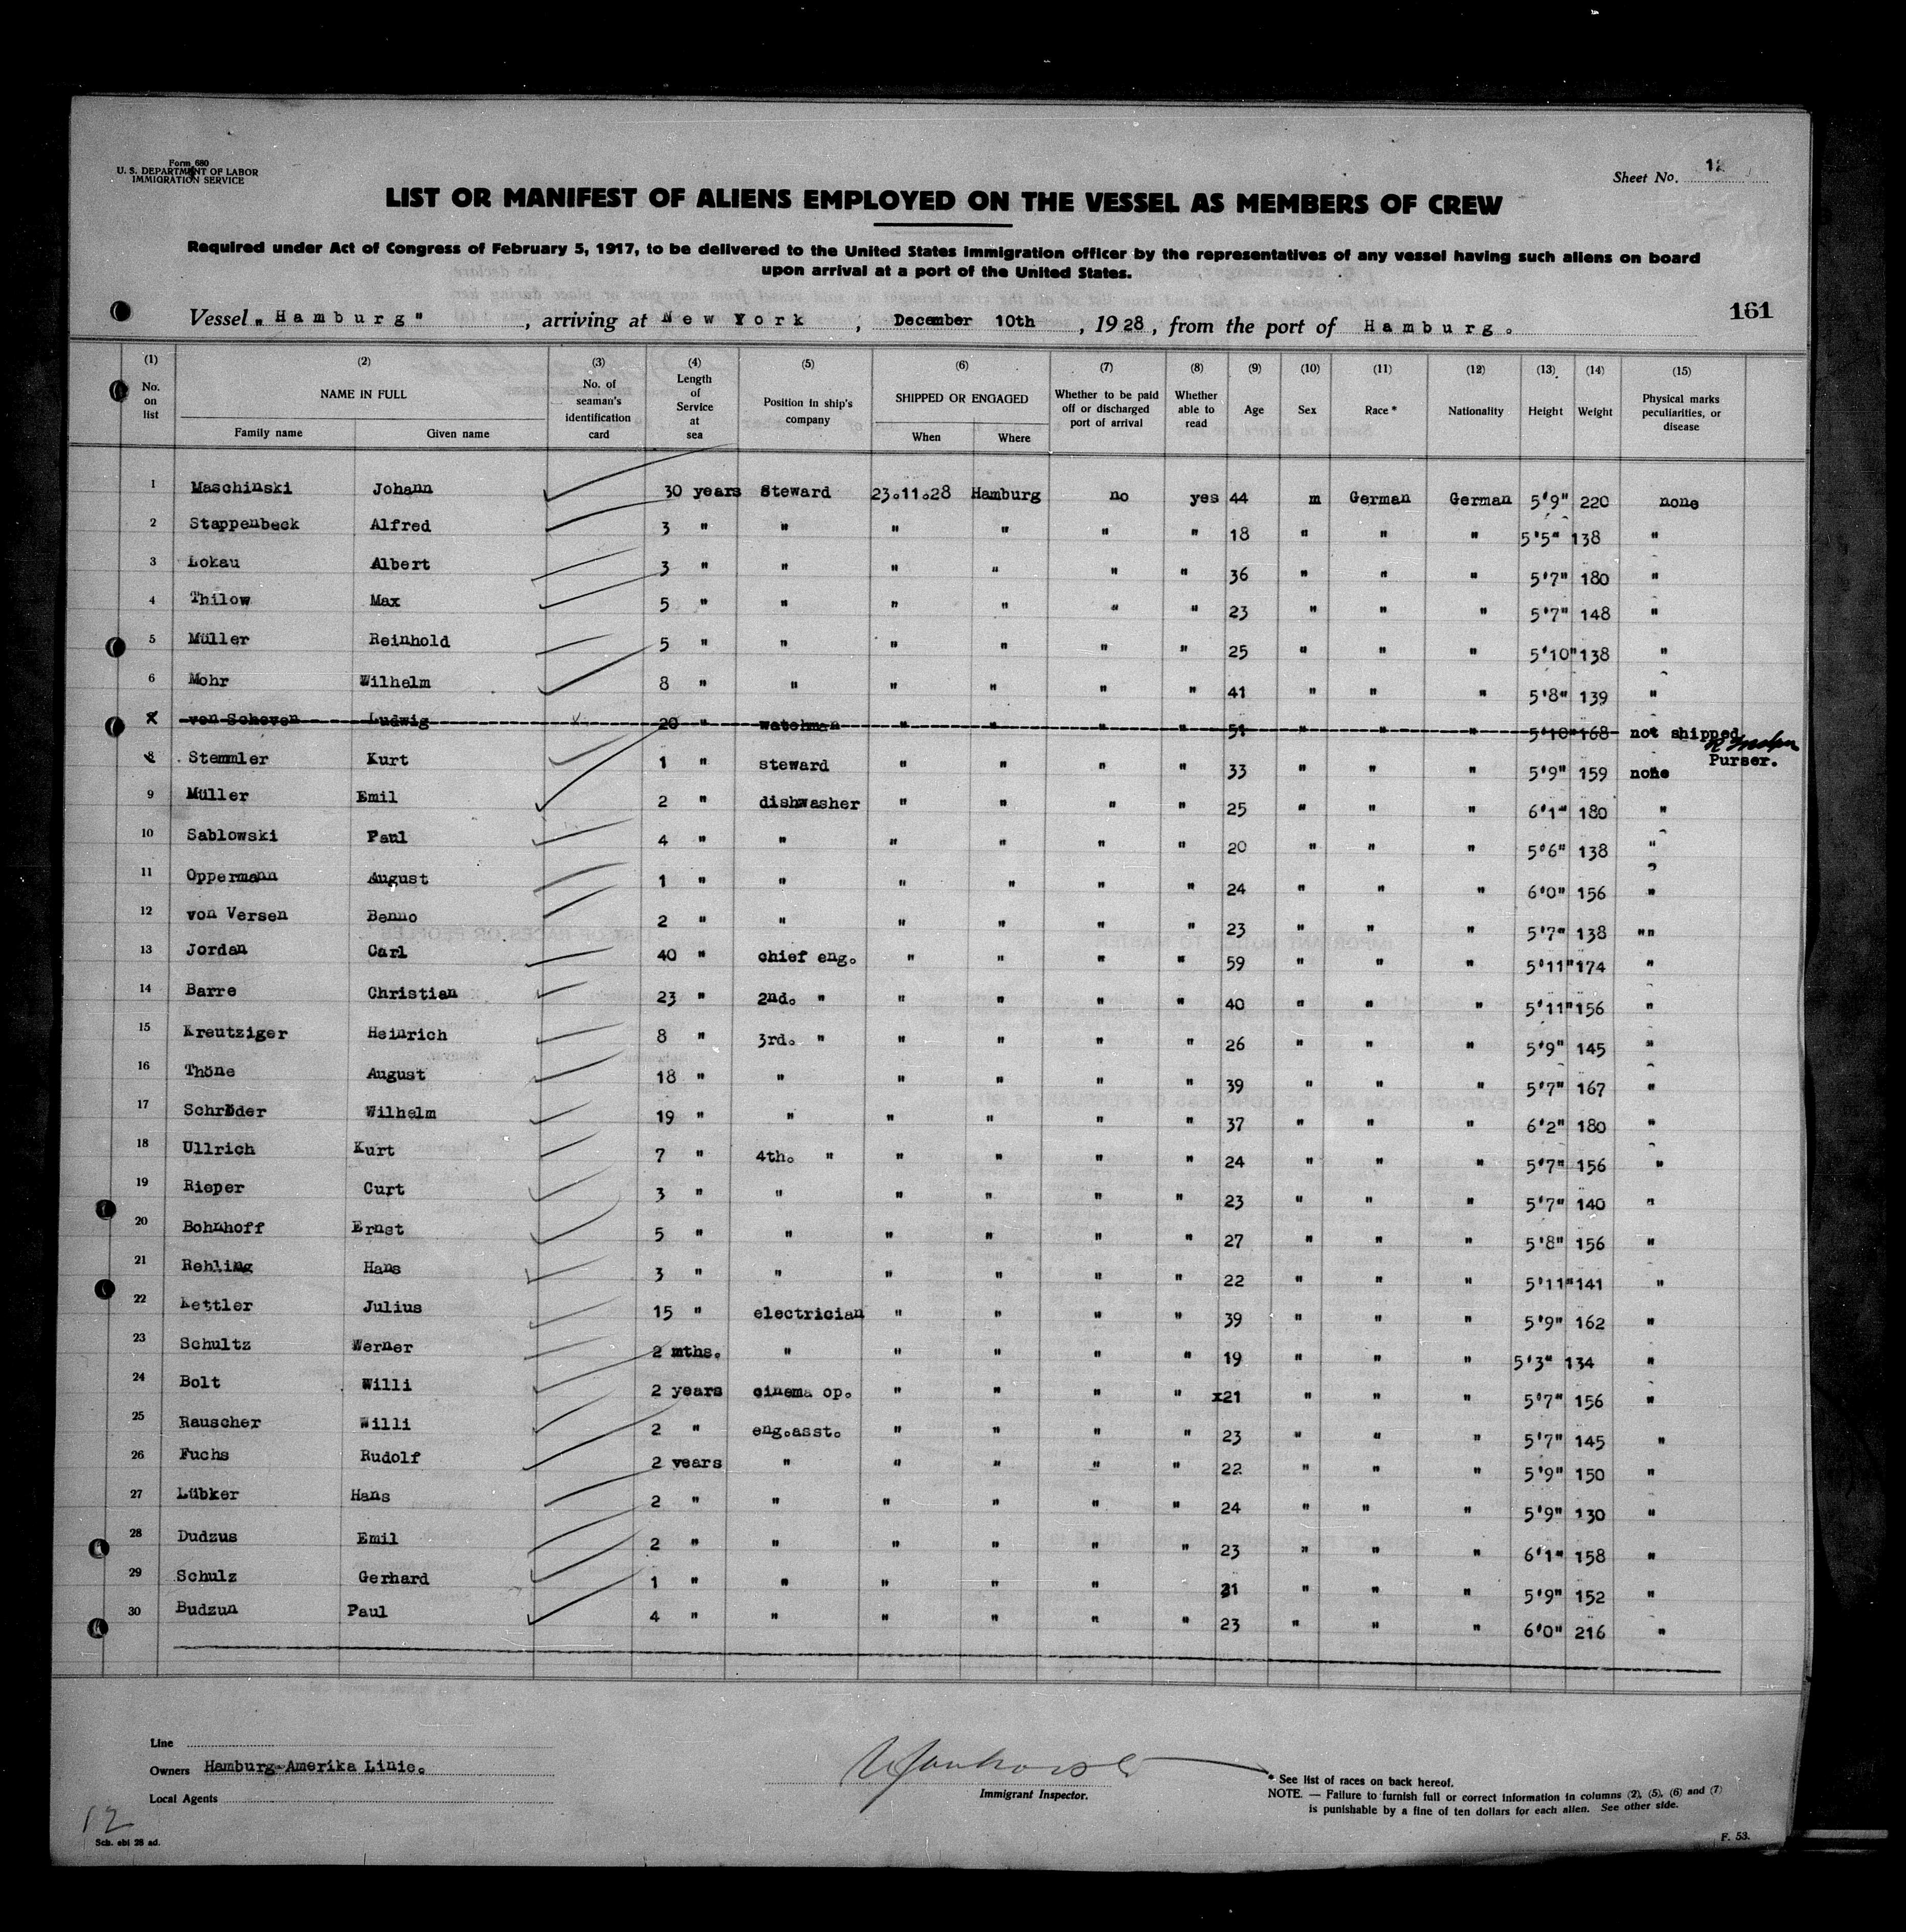 Form 680
U. S. DEPARTMENT OF LABOR
IMMIGRATION SERVICE
Sheet No. 12
LIST OR MANIFEST OF ALIENS EMPLOYED ON THE VESSEL AS MEMBERS OF CREW
Required under Act of Congress of February 5, 1917, to be delivered to the United States immigration officer by the representatives of any vessel having such aliens on board
upon arrival at a port of the United States.
161
Vessel „Hamburg", arriving at New York, December 10th, 1928, from the port of Hamburg.
(1) (2) (3) (4) (5) (6) (7) (8) (9) (10) (11) (12) (13) (14) (15)
No. on list NAME IN FULL Family name Given name No. of seaman's identification card Length of Service at sea Position in ship's company SHIPPED OR ENGAGED When Where Whether to be paid off or discharged port of arrival Whether able to read Age Sex Race * Nationality Height Weight Physical marks peculiarities, or disease
1 Maschinski Johann 30 years Steward 23.11.28 Hamburg no yes 44 m German German 5'9" 220 none
2 Stappenbeck Alfred 3 " " " " " " 18 " " " 5'5" 138 "
3 Lokau Albert 3 " " " " " " 36 " " " 5'7" 180 "
4 Thilow Max 5 " " " " " " 23 " " " 5'7" 148 "
5 Müller Reinhold 5 " " " " " " 25 " " " 5'10" 138 "
6 Mohr Wilhelm 8 " " " " " " 41 " " " 5'8" 139 "
von Scheven Ludwig 20 " watchman " " " " 51 " " " 5'10" 168 not shipped
Purser.
8 Stemmler Kurt 1 " steward " " " " 33 " " " 5'9" 159 none
9 Müller Emil 2 " dishwasher " " " " 25 " " " 6'1" 180 "
10 Sablowski Paul 4 " " " " " " 20 " " " 5'6" 138 "
11 Oppermann August 1 " " " " " " 24 " " " 6'0" 156 "
12 von Versen Benno 2 " " " " " " 23 " " " 5'7" 138 ""
13 Jordan Carl 40 " chief eng. " " " " 59 " " " 5'11" 174 "
14 Barre Christian 23 " 2nd. " " " " " 40 " " " 5'11" 156 "
15 Kreutziger Heinrich 8 " 3rd. " " " " " 26 " " " 5'9" 145 "
16 Thöne August 18 " " " " " " 39 " " " 5'7" 167 "
17 Schröder Wilhelm 19 " " " " " " 37 " " " 6'2" 180 "
18 Ullrich Kurt 7 " 4th. " " " " " 24 " " " 5'7" 156 "
19 Rieper Curt 3 " " " " " " 23 " " " 5'7" 140 "
20 Bohnhoff Ernst 5 " " " " " " 27 " " " 5'8" 156 "
21 Rehling Hans 3 " " " " " " 22 " " " 5'11" 141 "
22 Lettler Julius 15 " electrician " " " " 39 " " " 5'9" 162 "
23 Schultz Werner 2 mths. " " " " " 19 " " " 5'3" 134 "
24 Bolt Willi 2 years cinema op. " " " " x21 " " " 5'7" 156 "
25 Rauscher Willi 2 " eng.asst. " " " " 23 " " " 5'7" 145 "
26 Fuchs Rudolf 2 years " " " " " 22 " " " 5'9" 150 "
27 Lübker Hans 2 " " " " " " 24 " " " 5'9" 130 "
28 Dudzus Emil 2 " " " " " " 23 " " " 6'1" 158 "
29 Schulz Gerhard 1 " " " " " 21 " " " 5'9" 152 "
30 Budzun Paul 4 " " " " " " 23 " " " 6'0" 216 "
Line
Owners Hamburg-Amerika Linie.
Local Agents
Immigrant Inspector.
* See list of races on back hereof.
NOTE. — Failure to furnish full or correct information in columns (2), (5), (6) and (7)
is punishable by a fine of ten dollars for each alien. See other side.
12
Sch. abl 28 ad.
F. 53.